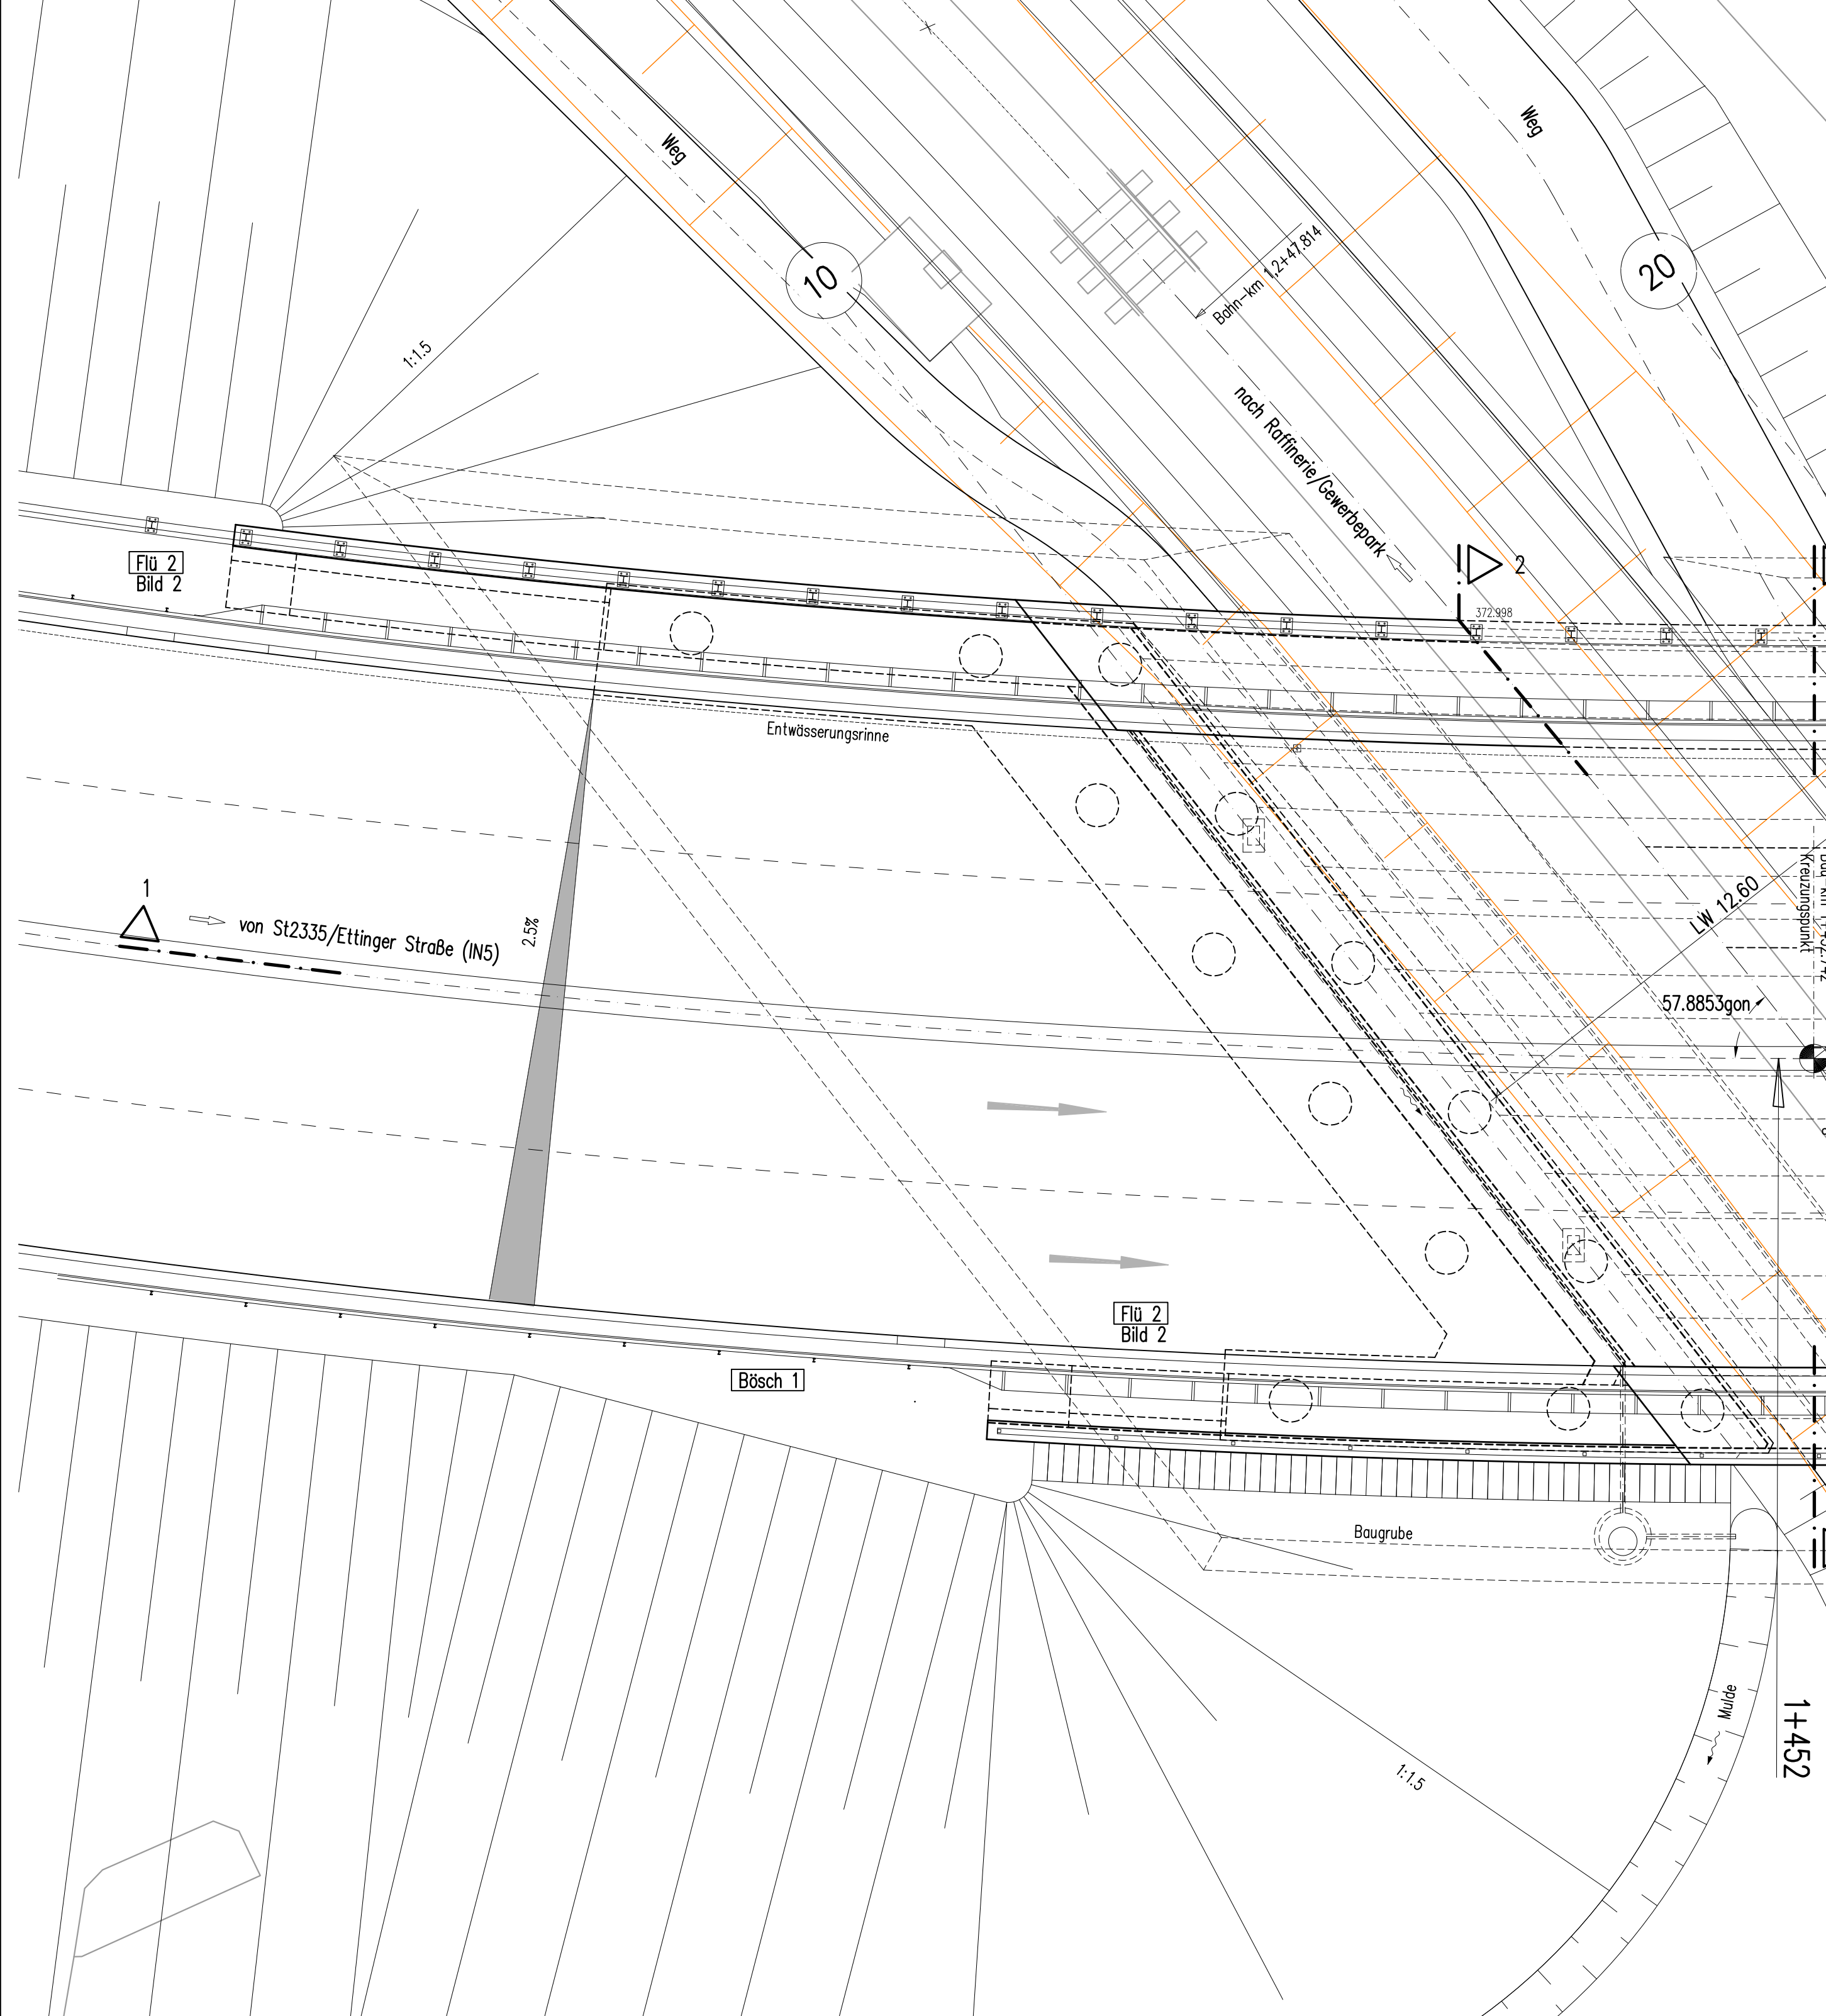 Weg
Weg
10
20
Bahn-km 1,2+47.814
1:1.5
nach Raffinerie/Gewerbepark
2
372.998
Flü 2
Bild 2
Entwässerungsrinne
1
von St2335/Ettinger Straße (IN5)
2.5%
LW 12.60
Kreuzungspunkt
57.8853gon
Flü 2
Bild 2
Bösch 1
Baugrube
Mulde
1+452
1:1.5